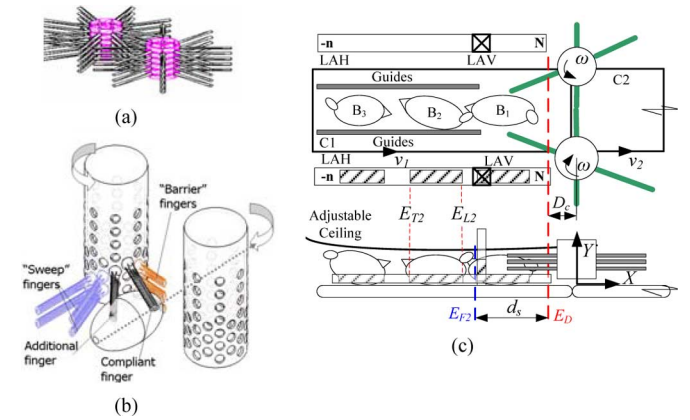 (a)
"Barrier"
fingers
"Sweep"
fingers
Additional
finger
Compliant
finger
(b)
-n N
LAH LAV
ω
C2
Guides
B3 B2 B1
C1 Guides
LAH v1 LAV
ω v2
-n N
Dc
ET2 EL2
Adjustable
Ceiling
Y
X
EF2 ds ED
(c)